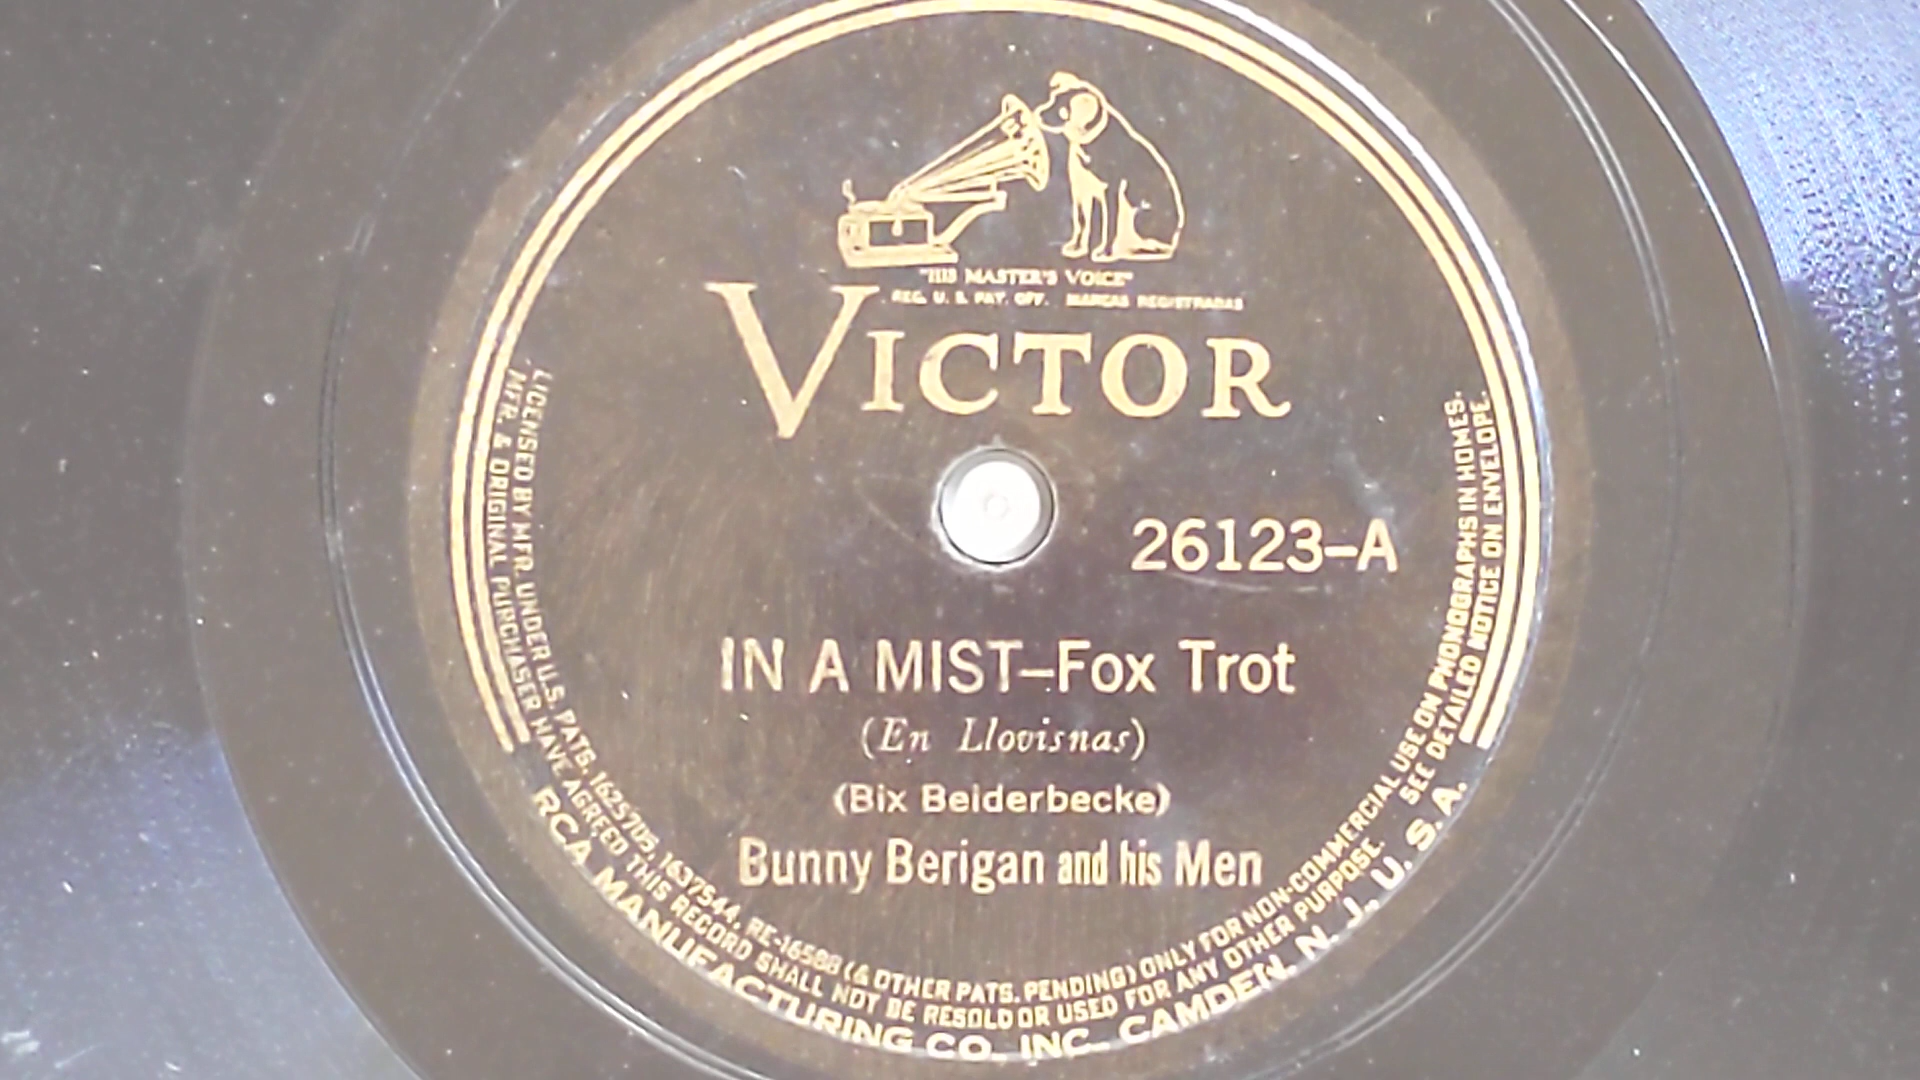 "HIS MASTER'S VOICE"
REG. U. S. PAT. OFF. MARCAS REGISTRADAS
VICTOR
26123-A
IN A MIST-Fox Trot
(En Llovisnas)
(Bix Beiderbecke)
Bunny Berigan and his Men
LICENSED BY MFR. UNDER U.S. PATS. 1625705, 1637544, RE-16588 (& OTHER PATS. PENDING) ONLY FOR NON-COMMERCIAL USE ON PHONOGRAPHS IN HOMES.
MFR. & ORIGINAL PURCHASER HAVE AGREED THIS RECORD SHALL NOT BE RESOLD OR USED FOR ANY OTHER PURPOSE. SEE DETAILED NOTICE ON ENVELOPE.
RCA MANUFACTURING CO. INC., CAMDEN, N. J., U. S. A.